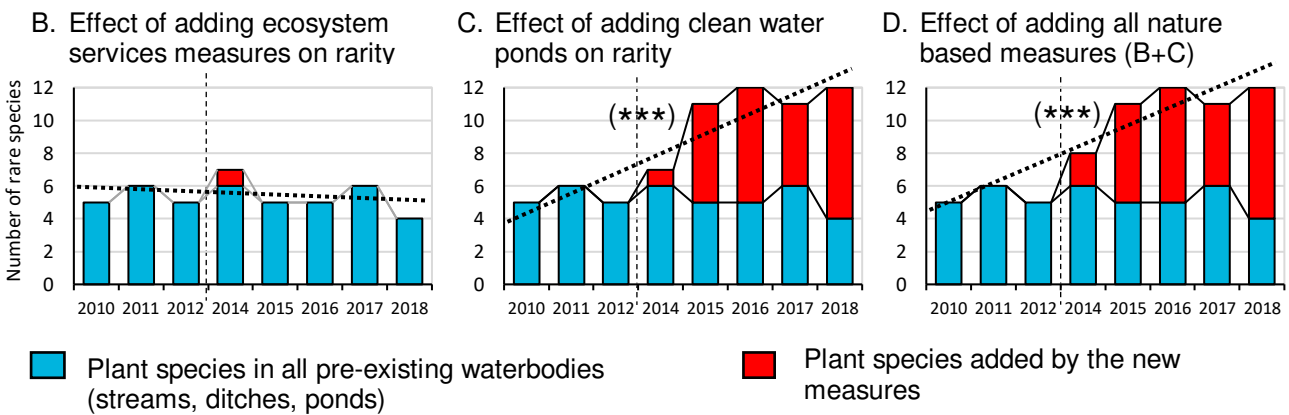 B. Effect of adding ecosystem
services measures on rarity
C. Effect of adding clean water
ponds on rarity
D. Effect of adding all nature
based measures (B+C)
Number of rare species
12
10
8
6
4
2
0
2010 2011 2012 2014 2015 2016 2017 2018
(***)
12
10
8
6
4
2
0
2010 2011 2012 2014 2015 2016 2017 2018
(***)
12
10
8
6
4
2
0
2010 2011 2012 2014 2015 2016 2017 2018
Plant species in all pre-existing waterbodies
(streams, ditches, ponds)
Plant species added by the new
measures